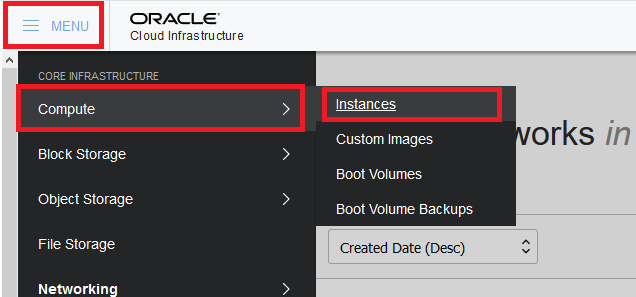 MENU
ORACLE
Cloud Infrastructure
CORE INFRASTRUCTURE
Compute
Block Storage
Object Storage
File Storage
Networking
Instances
Custom Images
Boot Volumes
Boot Volume Backups
in
Created Date (Desc)